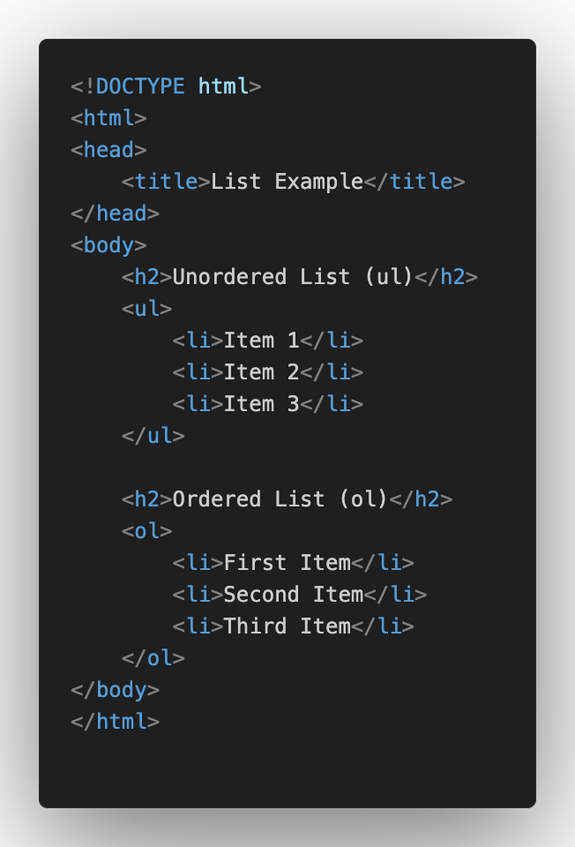 <!DOCTYPE html>
<html>
<head>
    <title>List Example</title>
</head>
<body>
    <h2>Unordered List (ul)</h2>
    <ul>
        <li>Item 1</li>
        <li>Item 2</li>
        <li>Item 3</li>
    </ul>

    <h2>Ordered List (ol)</h2>
    <ol>
        <li>First Item</li>
        <li>Second Item</li>
        <li>Third Item</li>
    </ol>
</body>
</html>